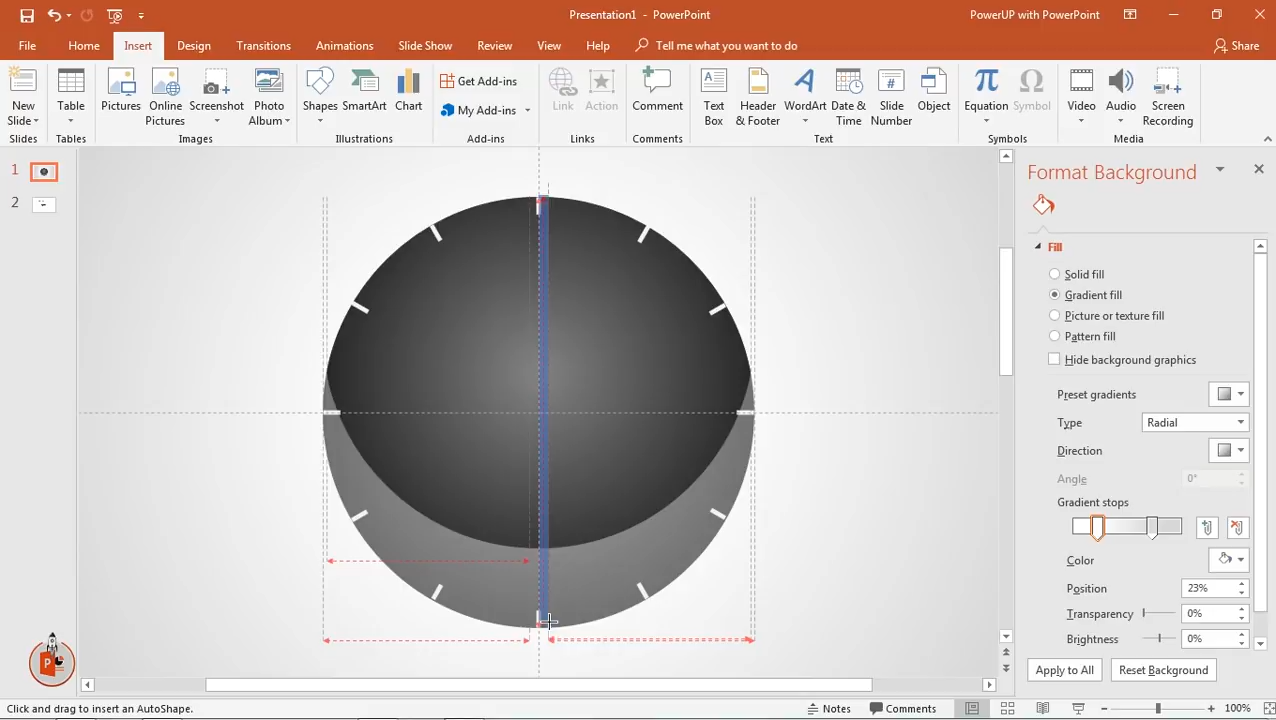 Presentation1 - PowerPoint
PowerUP with PowerPoint
File Home Insert Design Transitions Animations Slide Show Review View Help Tell me what you want to do Share
New Slide Table Pictures Online Pictures Screenshot Photo Album Shapes SmartArt Chart Get Add-ins My Add-ins Link Action Comment Text Box Header & Footer WordArt Date & Time Slide Number Object Equation Symbol Video Audio Screen Recording
Slides Tables Images Illustrations Add-ins Links Comments Text Symbols Media
1
2
Format Background
Fill
Solid fill
Gradient fill
Picture or texture fill
Pattern fill
Hide background graphics
Preset gradients
Type Radial
Direction
Angle 0°
Gradient stops
Color
Position 23%
Transparency 0%
Brightness 0%
Apply to All Reset Background
P
Click and drag to insert an AutoShape.
Notes Comments 100%